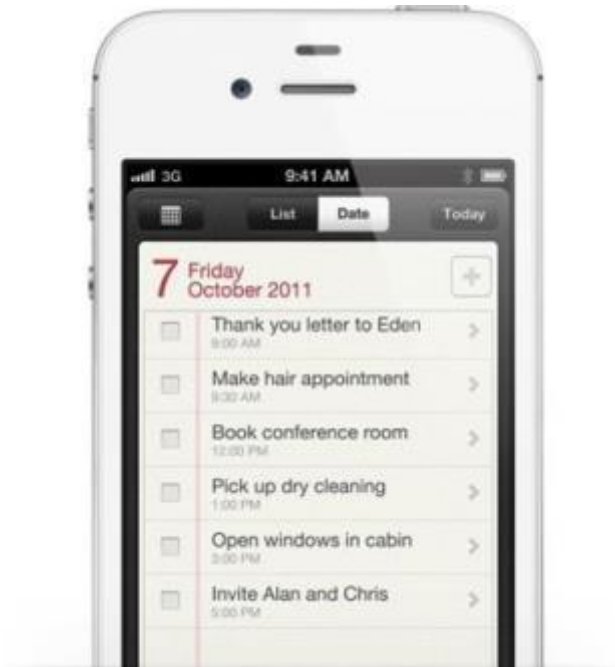 3G 9:41 AM
List Date Today
7 Friday
October 2011
Thank you letter to Eden
9:00 AM
Make hair appointment
9:30 AM
Book conference room
12:00 PM
Pick up dry cleaning
1:00 PM
Open windows in cabin
3:00 PM
Invite Alan and Chris
5:00 PM